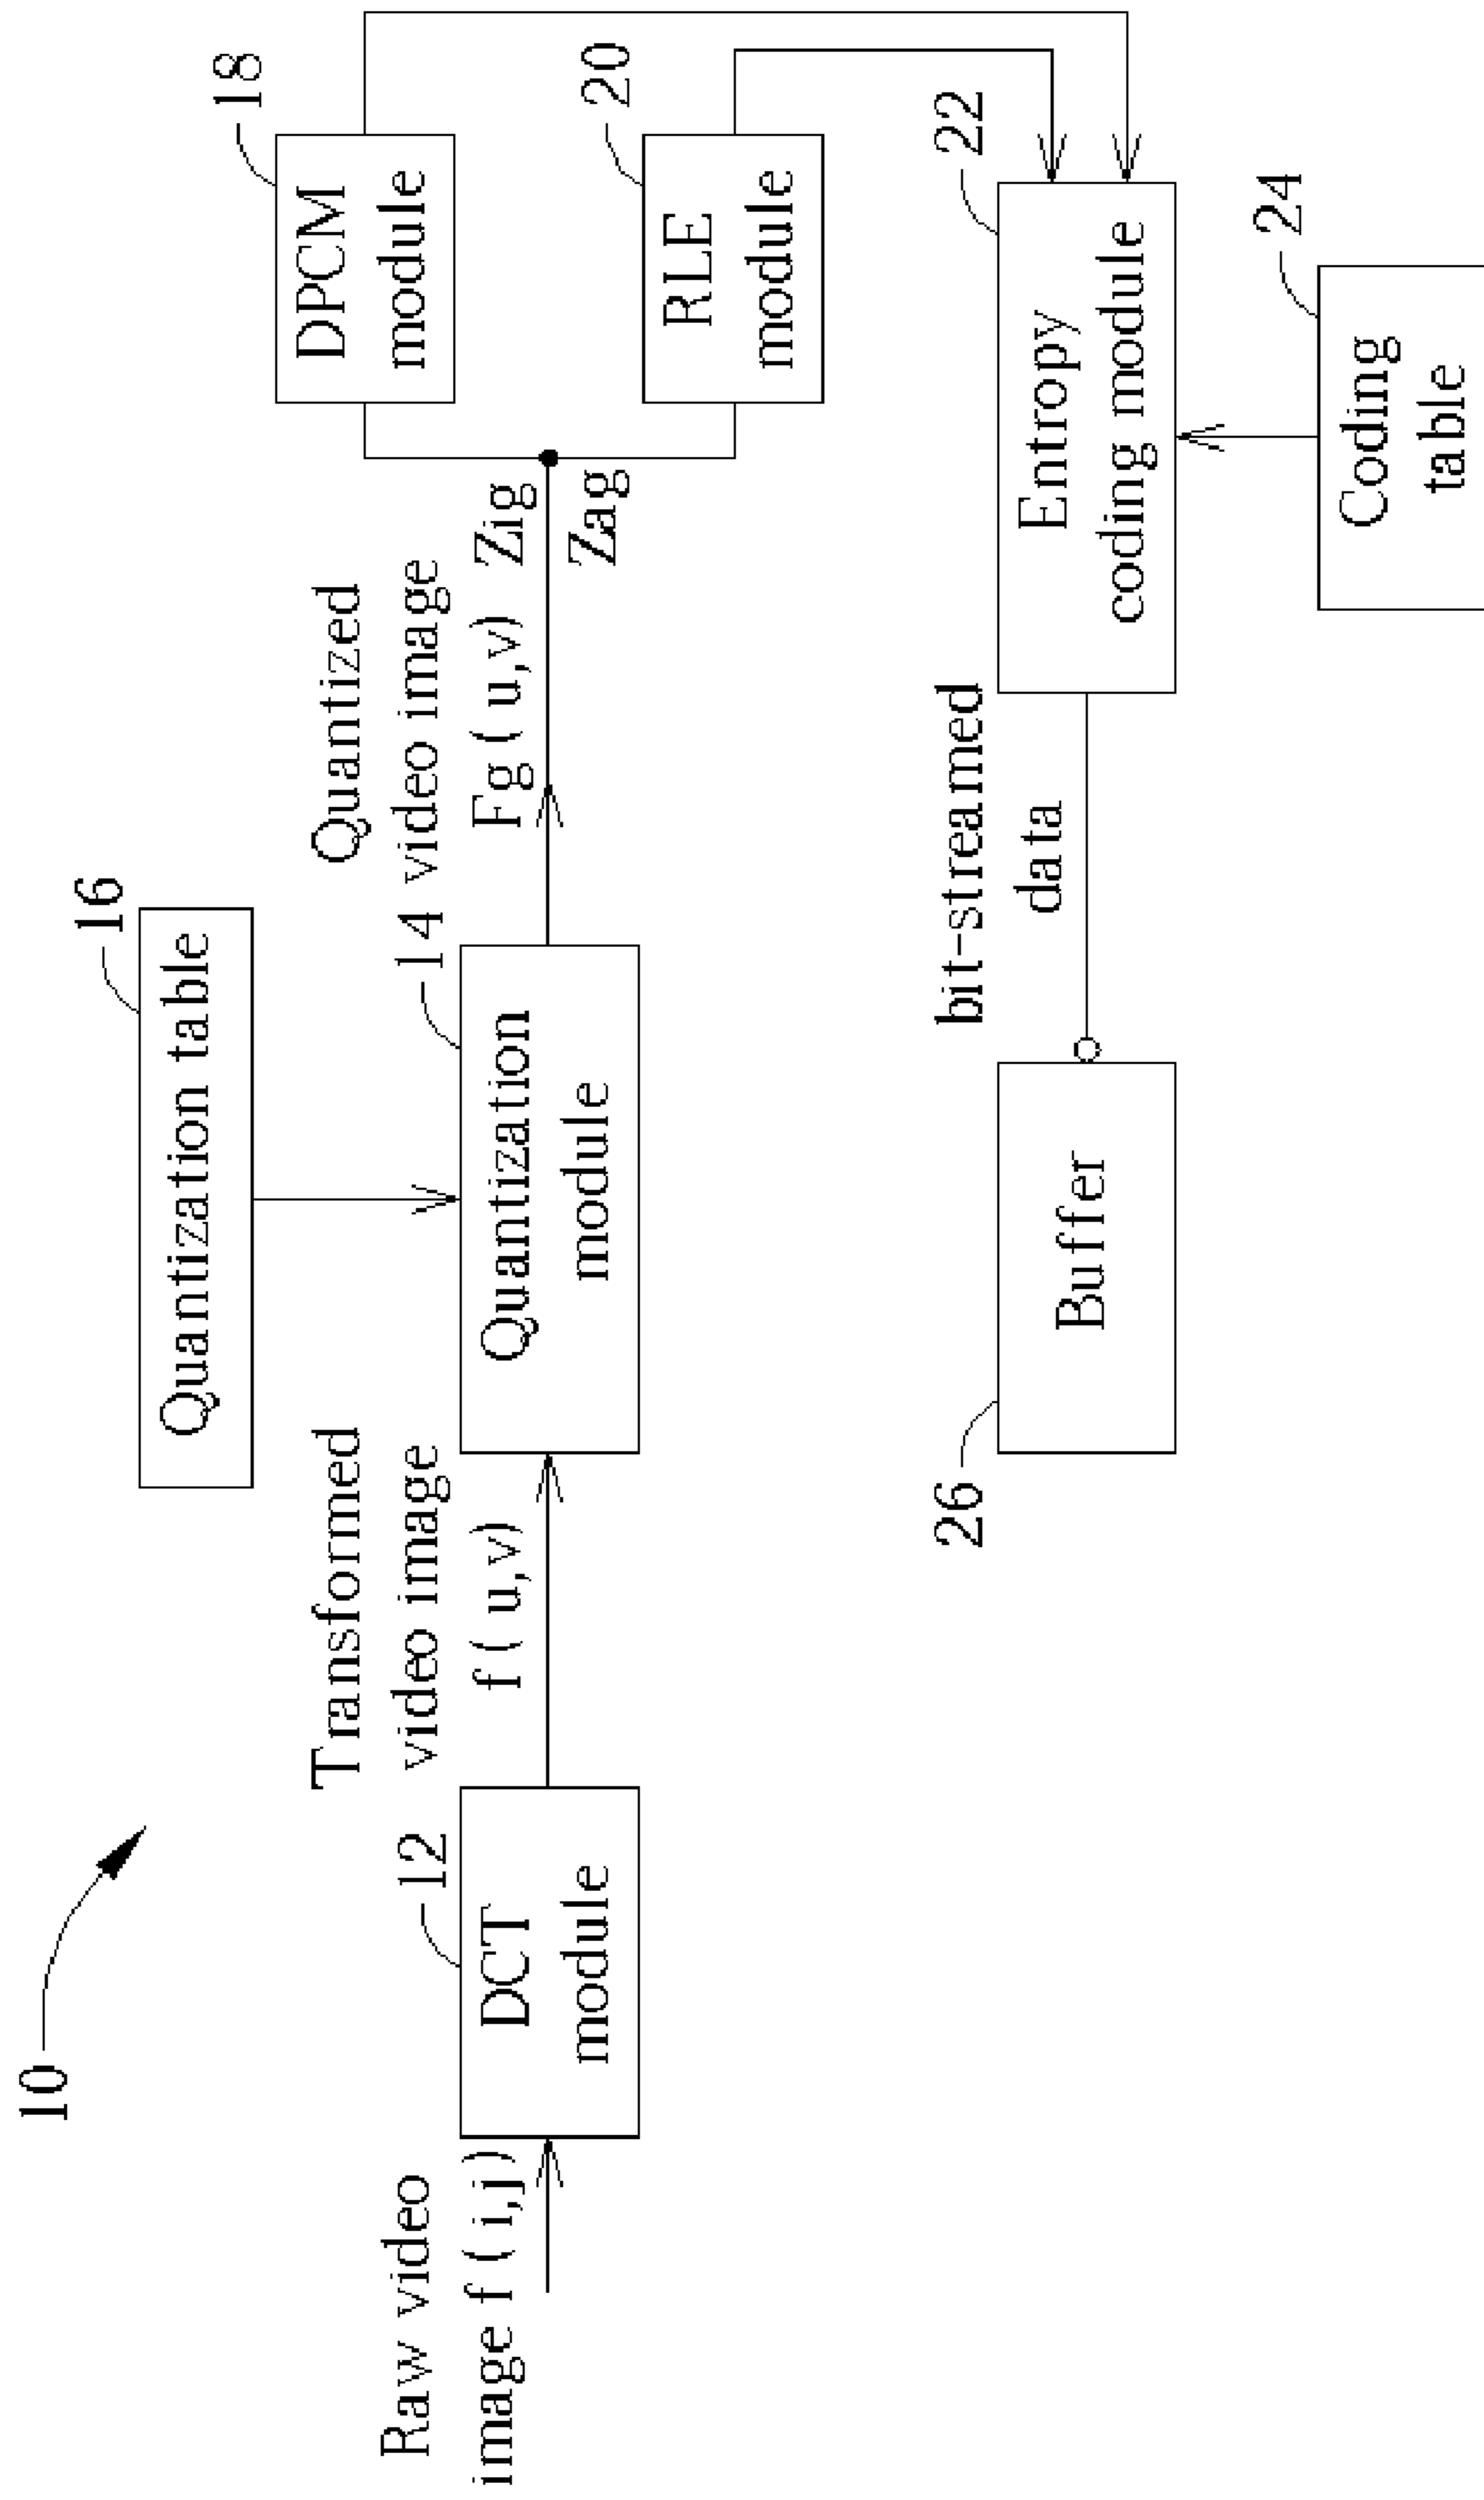 10
16
Quantization table
Raw video
image f ( i,j)
12
DCT
module
Transformed
video image
f ( u,v)
14
Quantization
module
Quantized
video image
Fg ( u,v)
Zig
Zag
18
DPCM
module
20
RLE
module
26
Buffer
bit-streamed
data
22
Entropy
coding module
24
Coding
table